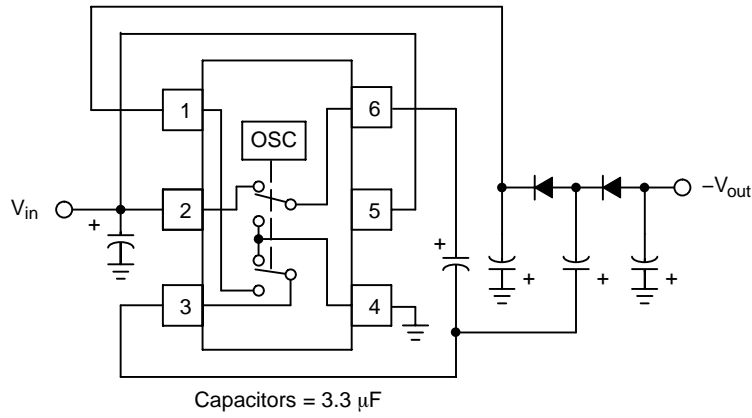 1
6
OSC
V_in
+
2
5
–V_out
+
+
+
+
3
4
Capacitors = 3.3 µF